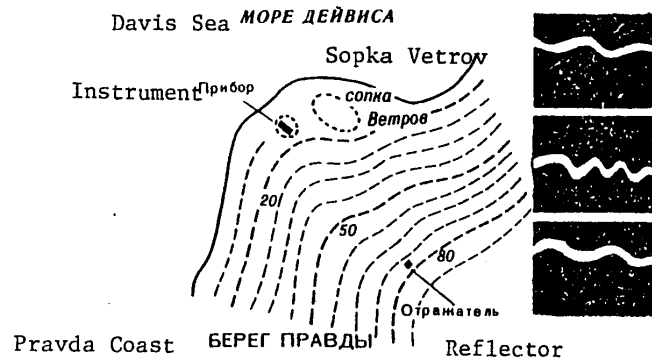 Davis Sea МОРЕ ДЕЙВИСА
Sopka Vetrov
Instrument Прибор
сопка
Ветров
20
50
80
Отражатель
Pravda Coast БЕРЕГ ПРАВДЫ Reflector